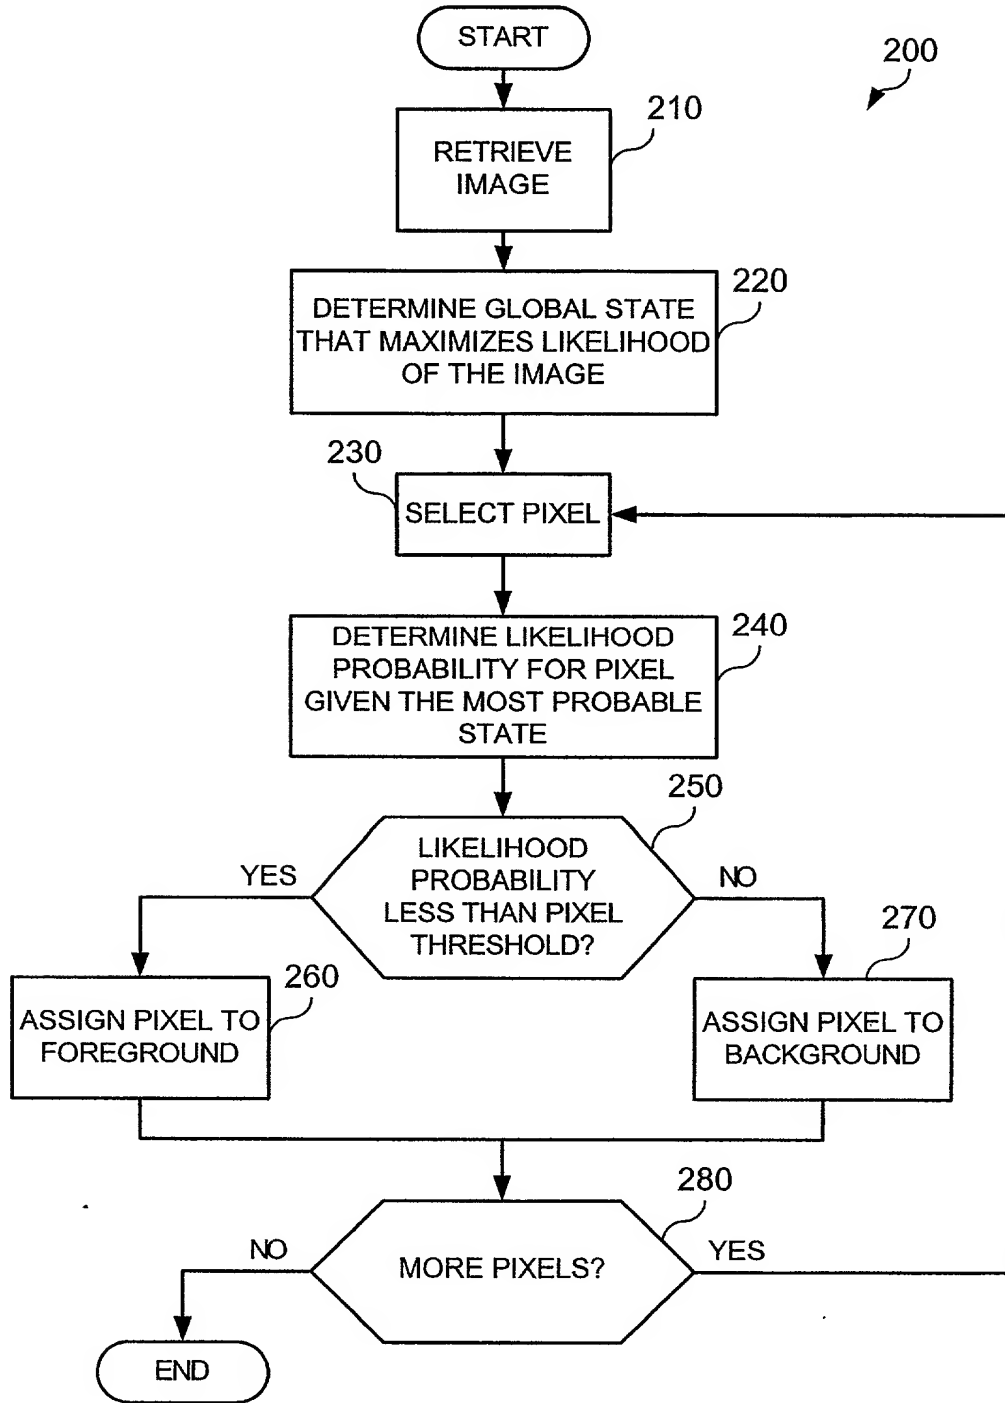 START
200
210
RETRIEVE
IMAGE
220
DETERMINE GLOBAL STATE
THAT MAXIMIZES LIKELIHOOD
OF THE IMAGE
230
SELECT PIXEL
240
DETERMINE LIKELIHOOD
PROBABILITY FOR PIXEL
GIVEN THE MOST PROBABLE
STATE
250
LIKELIHOOD
PROBABILITY
LESS THAN PIXEL
THRESHOLD?
YES
NO
260
ASSIGN PIXEL TO
FOREGROUND
270
ASSIGN PIXEL TO
BACKGROUND
280
MORE PIXELS?
NO
YES
END